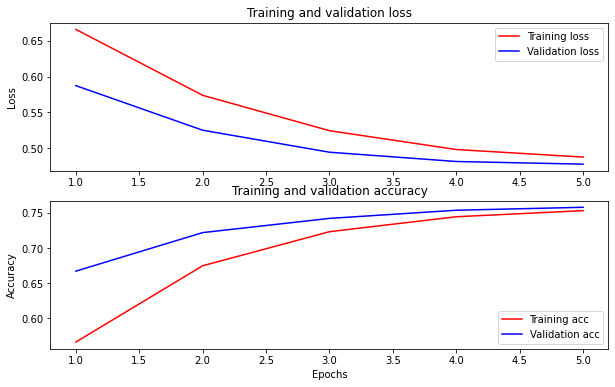 Training and validation loss
Loss
0.65
0.60
0.55
0.50
Training loss
Validation loss
1.0 1.5 2.0 2.5 3.0 3.5 4.0 4.5 5.0
Training and validation accuracy
Accuracy
0.75
0.70
0.65
0.60
Training acc
Validation acc
1.0 1.5 2.0 2.5 3.0 3.5 4.0 4.5 5.0
Epochs